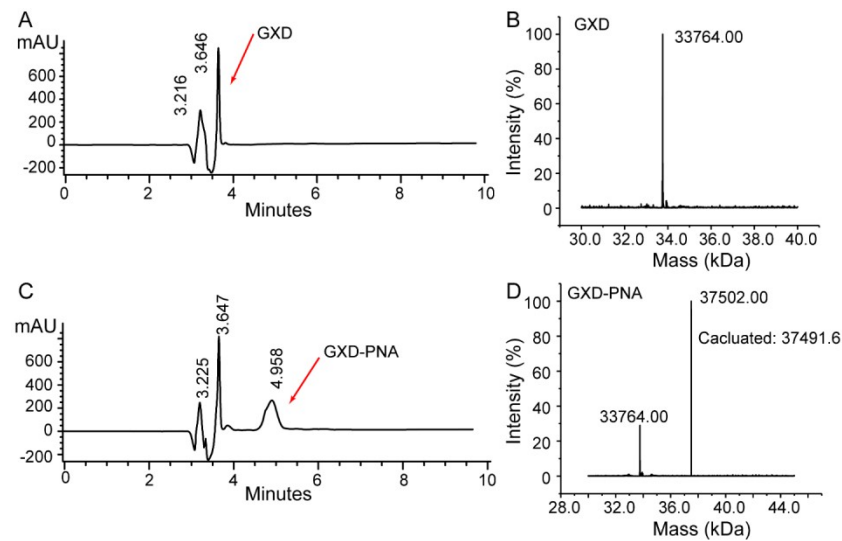 A
mAU
600
400
200
0
-200
3.216
3.646
GXD
0 2 4 6 8 10
Minutes
B
GXD
33764.00
Intensity (%)
100
80
60
40
20
0
30.0 32.0 34.0 36.0 38.0 40.0
Mass (kDa)
C
mAU
600
400
200
0
-200
3.225
3.647
4.958
GXD-PNA
0 2 4 6 8 10
Minutes
D
GXD-PNA
37502.00
Cacluated: 37491.6
33764.00
Intensity (%)
100
80
60
40
20
0
28.0 32.0 36.0 40.0 44.0
Mass (kDa)